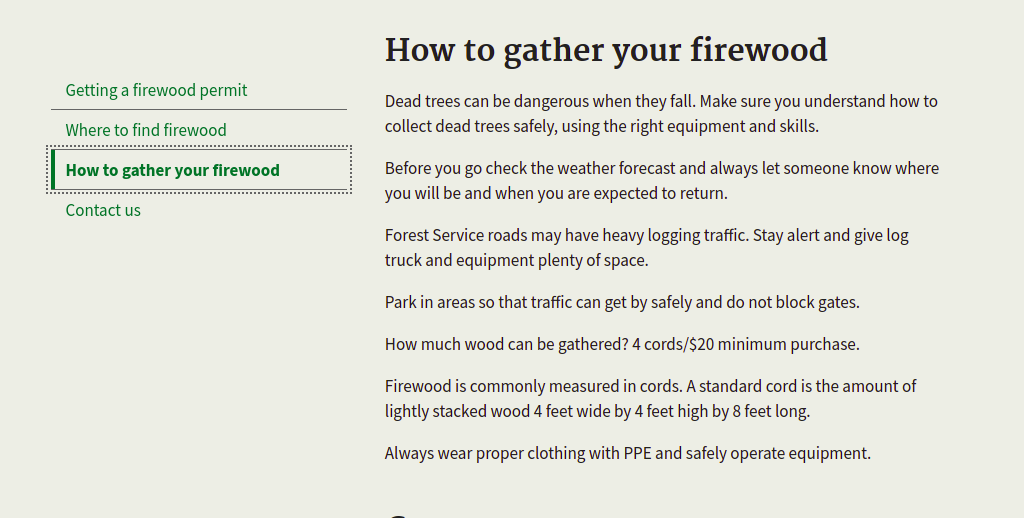 Getting a firewood permit
Where to find firewood
How to gather your firewood
Contact us
How to gather your firewood
Dead trees can be dangerous when they fall. Make sure you understand how to
collect dead trees safely, using the right equipment and skills.
Before you go check the weather forecast and always let someone know where
you will be and when you are expected to return.
Forest Service roads may have heavy logging traffic. Stay alert and give log
truck and equipment plenty of space.
Park in areas so that traffic can get by safely and do not block gates.
How much wood can be gathered? 4 cords/$20 minimum purchase.
Firewood is commonly measured in cords. A standard cord is the amount of
lightly stacked wood 4 feet wide by 4 feet high by 8 feet long.
Always wear proper clothing with PPE and safely operate equipment.